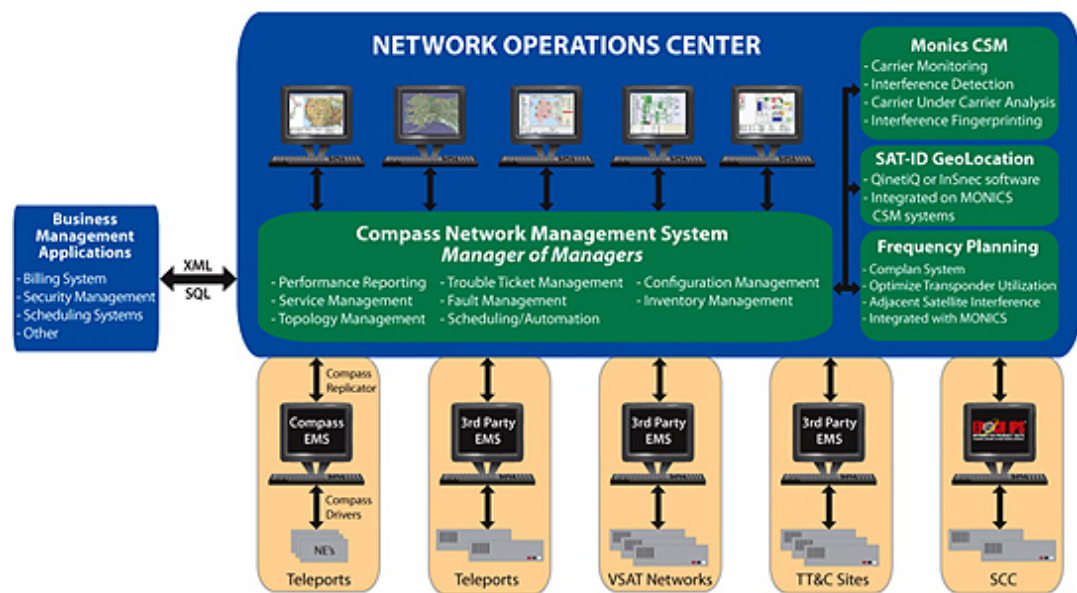 NETWORK OPERATIONS CENTER
Monics CSM
- Carrier Monitoring
- Interference Detection
- Carrier Under Carrier Analysis
- Interference Fingerprinting
SAT-ID GeoLocation
- QinetiQ or InSnec software
- Integrated on MONICS
CSM systems
Frequency Planning
- Complan System
- Optimize Transponder Utilization
- Adjacent Satellite Interference
- Integrated with MONICS
Business
Management
Applications
- Billing System
- Security Management
- Scheduling Systems
- Other
XML
SQL
Compass Network Management System
Manager of Managers
- Performance Reporting
- Service Management
- Topology Management
- Trouble Ticket Management
- Fault Management
- Scheduling/Automation
- Configuration Management
- Inventory Management
Compass
Replicator
Compass
EMS
Compass
Drivers
NE's
Teleports
3rd Party
EMS
Teleports
3rd Party
EMS
VSAT Networks
3rd Party
EMS
TT&C Sites
SCC